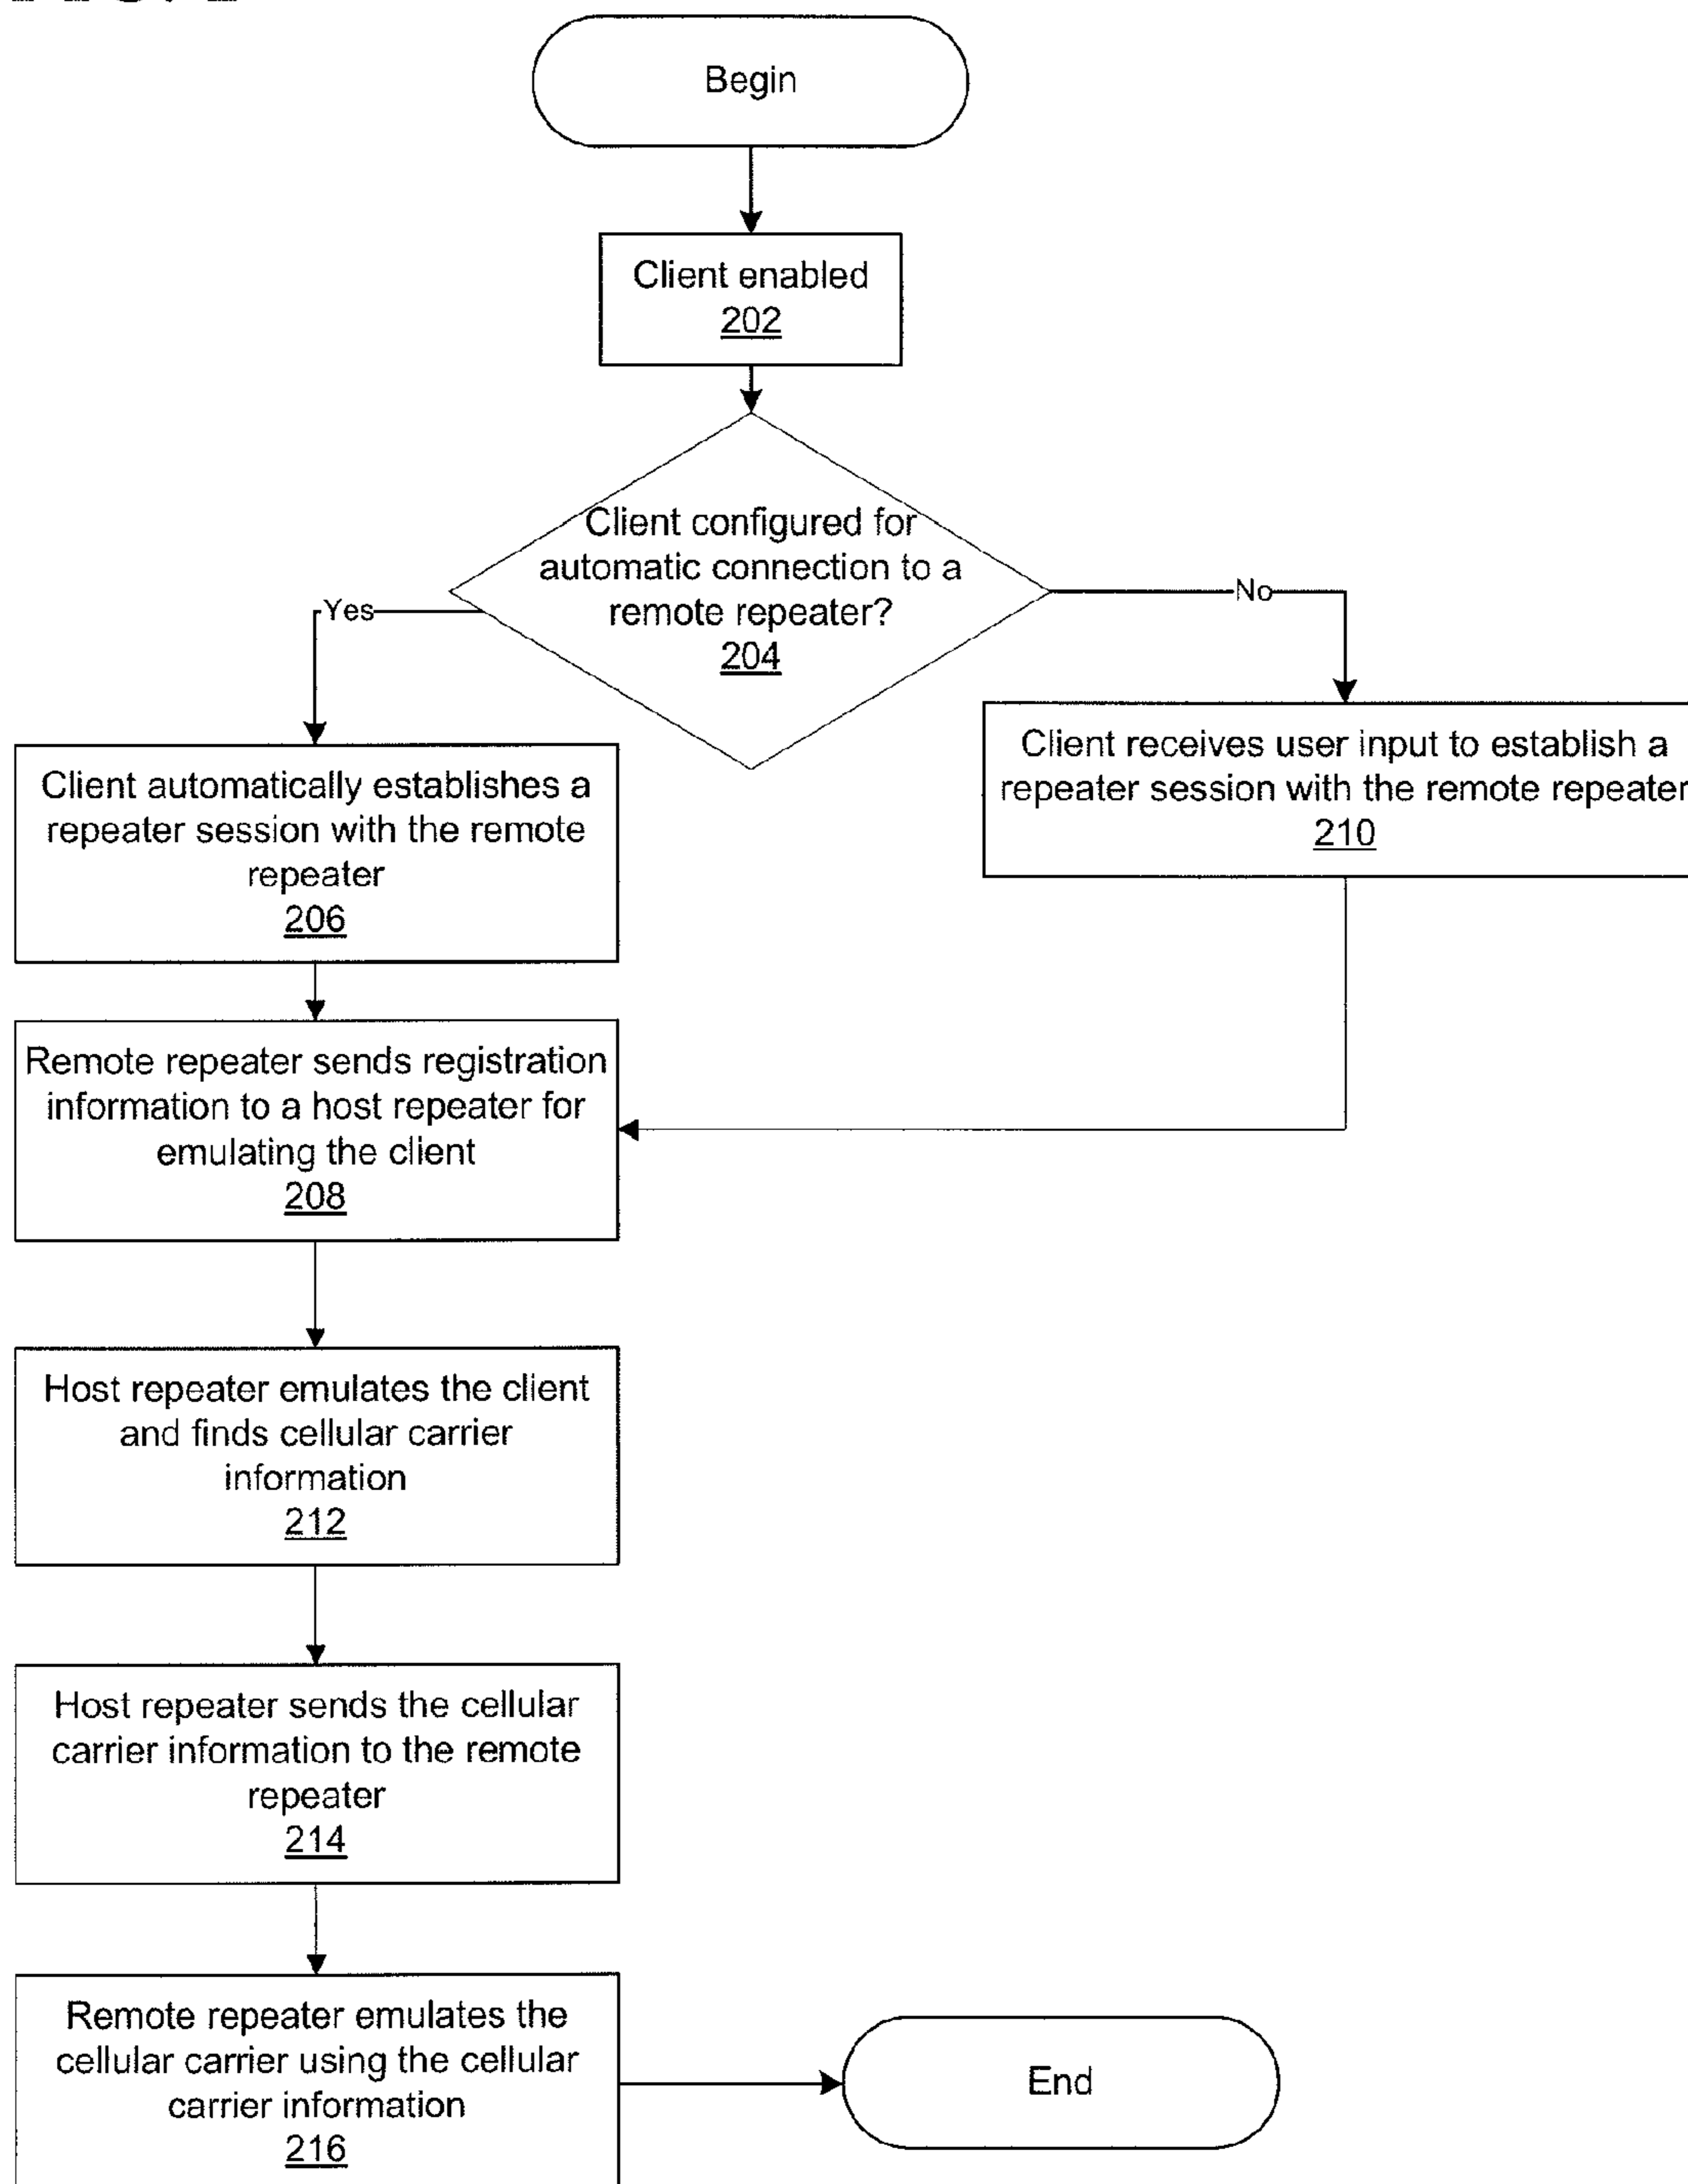 Begin
Client enabled
202
Client configured for
automatic connection to a
remote repeater?
204
Yes
No
Client automatically establishes a
repeater session with the remote
repeater
206
Client receives user input to establish a
repeater session with the remote repeater
210
Remote repeater sends registration
information to a host repeater for
emulating the client
208
Host repeater emulates the client
and finds cellular carrier
information
212
Host repeater sends the cellular
carrier information to the remote
repeater
214
Remote repeater emulates the
cellular carrier using the cellular
carrier information
216
End